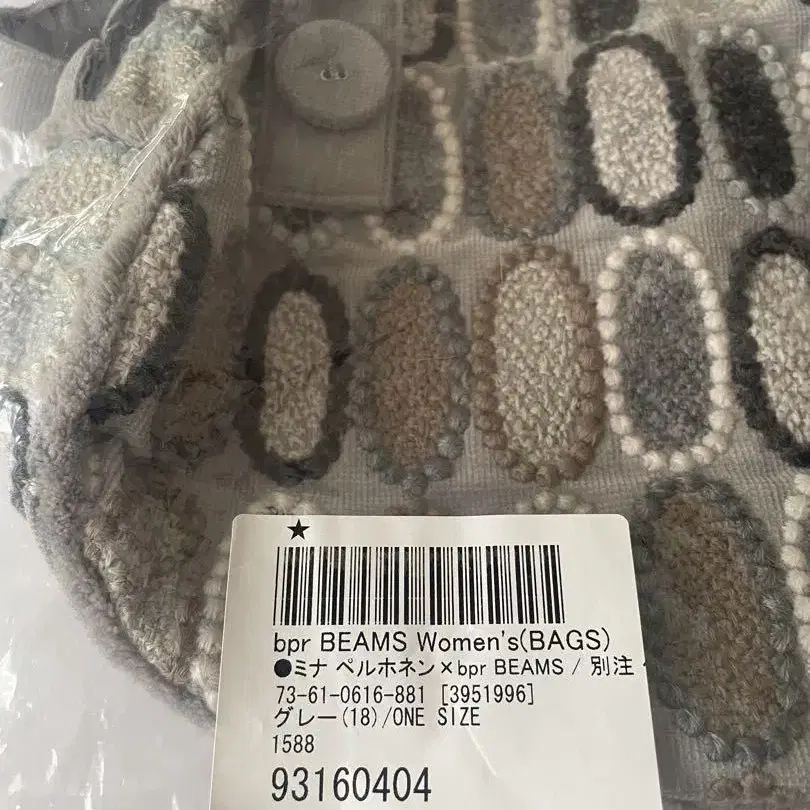 ★
bpr BEAMS Women's(BAGS)
●ミナ ペルホネン×bpr BEAMS / 別注
73-61-0616-881 [3951996]
グレー(18)/ONE SIZE
1588
93160404